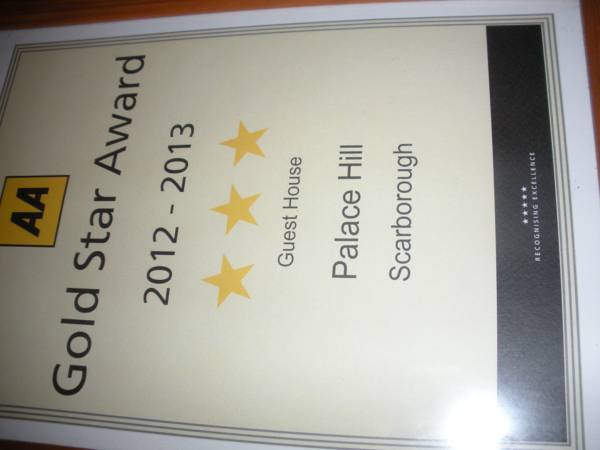 AA
Gold Star Award
2012 - 2013
Guest House
Palace Hill
Scarborough
RECOGNISING EXCELLENCE